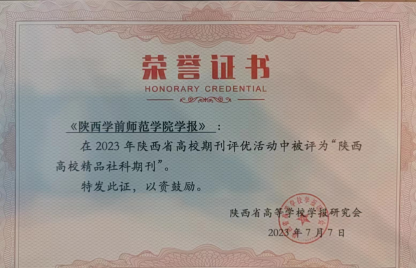 荣誉证书
HONORARY CREDENTIAL
《陕西学前师范学院学报》：
在 2023 年陕西省高校期刊评优活动中被评为“陕西
高校精品社科期刊”。
特发此证，以资鼓励。
陕西省高等学校学报研究会
2023 年 7 月 7 日